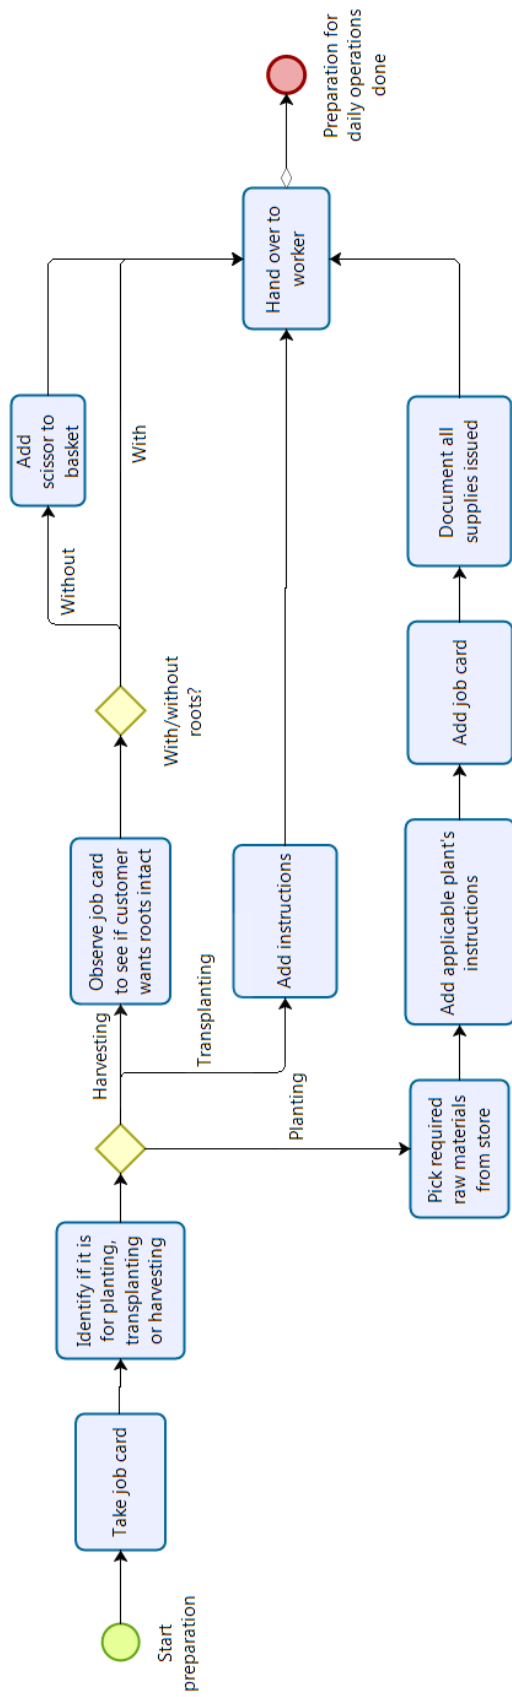 Start
preparation
Take job card
Identify if it is
for planting,
transplanting
or harvesting
Harvesting
Transplanting
Planting
Observe job card
to see if customer
wants roots intact
With/without
roots?
Without
With
Add
scissor to
basket
Add instructions
Pick required
raw materials
from store
Add applicable plant's
instructions
Add job card
Document all
supplies issued
Hand over to
worker
Preparation for
daily operations
done